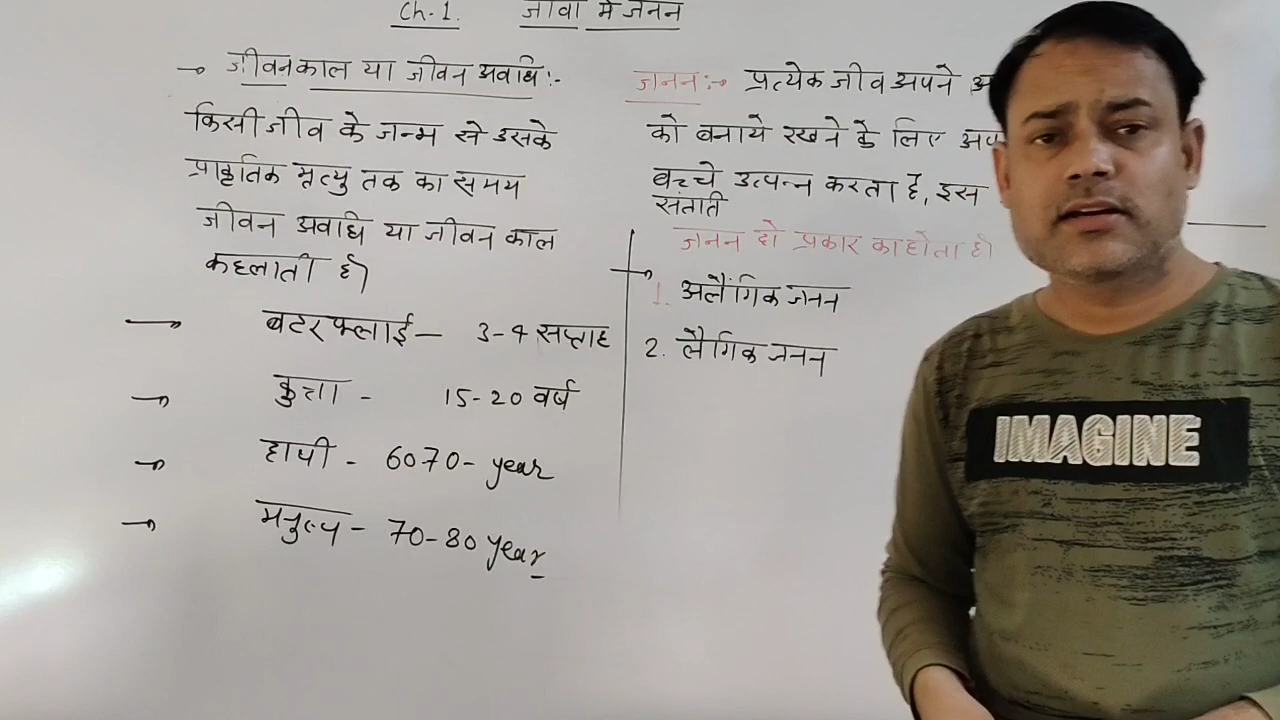 Ch.1. जीवों में जनन
जीवनकाल या जीवन अवधि :-
किसी जीव के जन्म से उसके
प्राकृतिक मृत्यु तक का समय
जीवन अवधि या जीवन काल
कहलाती है।
बटरफ्लाई - 3-4 सप्ताह
कुत्ता - 15-20 वर्ष
हाथी - 6070- year
मनुष्य - 70-80 year
जनन :→ प्रत्येक जीव अपने
को बनाये रखने के लिए
बच्चे उत्पन्न करता है, इस
संतति
जनन दो प्रकार का होता है।
1. अलैंगिक जनन
2. लैंगिक जनन
IMAGINE